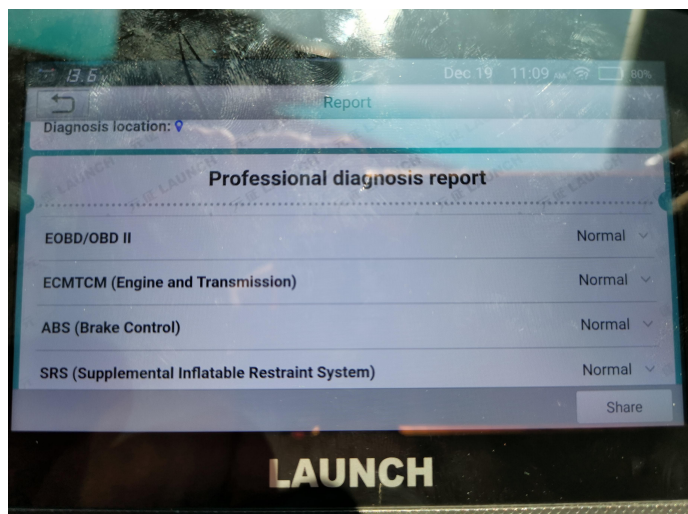 13.6 Dec 19 11:09 80%
Report
Diagnosis location:
Professional diagnosis report
EOBD/OBD II Normal
ECMTCM (Engine and Transmission) Normal
ABS (Brake Control) Normal
SRS (Supplemental Inflatable Restraint System) Normal
Share
LAUNCH